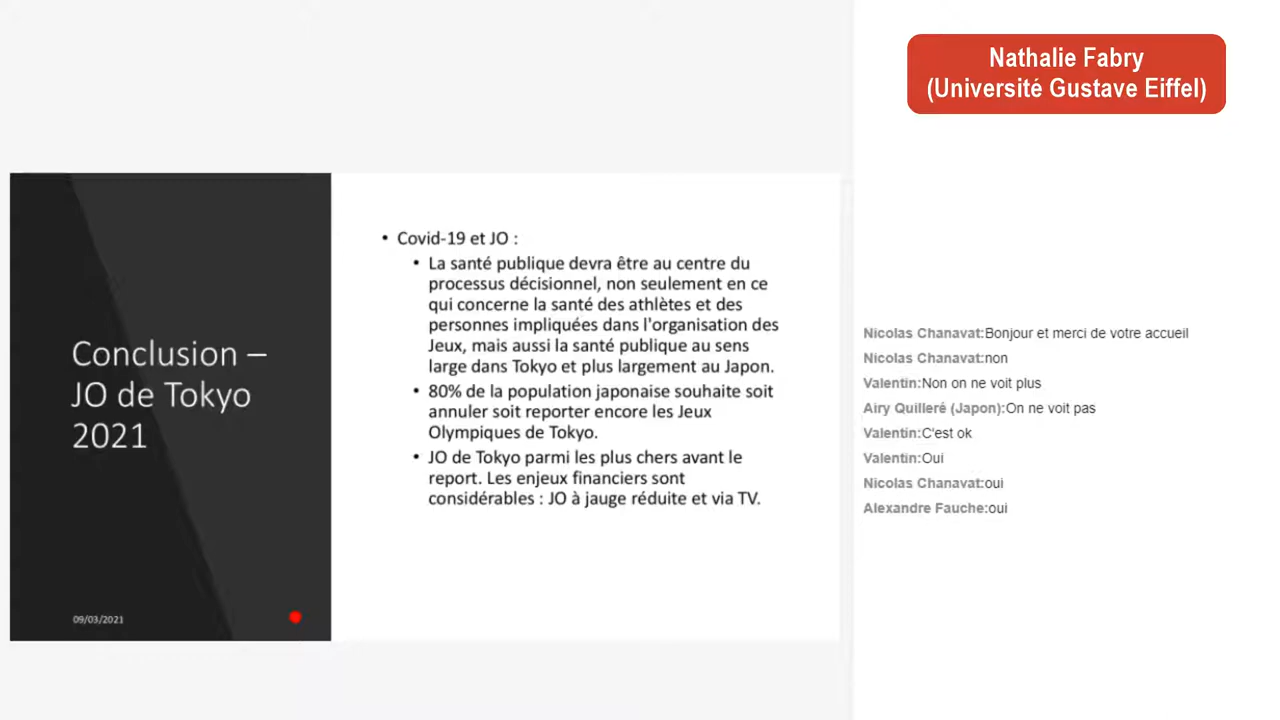 Nathalie Fabry
(Université Gustave Eiffel)
Conclusion –
JO de Tokyo
2021
09/03/2021
• Covid-19 et JO :
• La santé publique devra être au centre du
processus décisionnel, non seulement en ce
qui concerne la santé des athlètes et des
personnes impliquées dans l'organisation des
Jeux, mais aussi la santé publique au sens
large dans Tokyo et plus largement au Japon.
• 80% de la population japonaise souhaite soit
annuler soit reporter encore les Jeux
Olympiques de Tokyo.
• JO de Tokyo parmi les plus chers avant le
report. Les enjeux financiers sont
considérables : JO à jauge réduite et via TV.
Nicolas Chanavat:Bonjour et merci de votre accueil
Nicolas Chanavat:non
Valentin:Non on ne voit plus
Airy Quilleré (Japon):On ne voit pas
Valentin:C'est ok
Valentin:Oui
Nicolas Chanavat:oui
Alexandre Fauche:oui